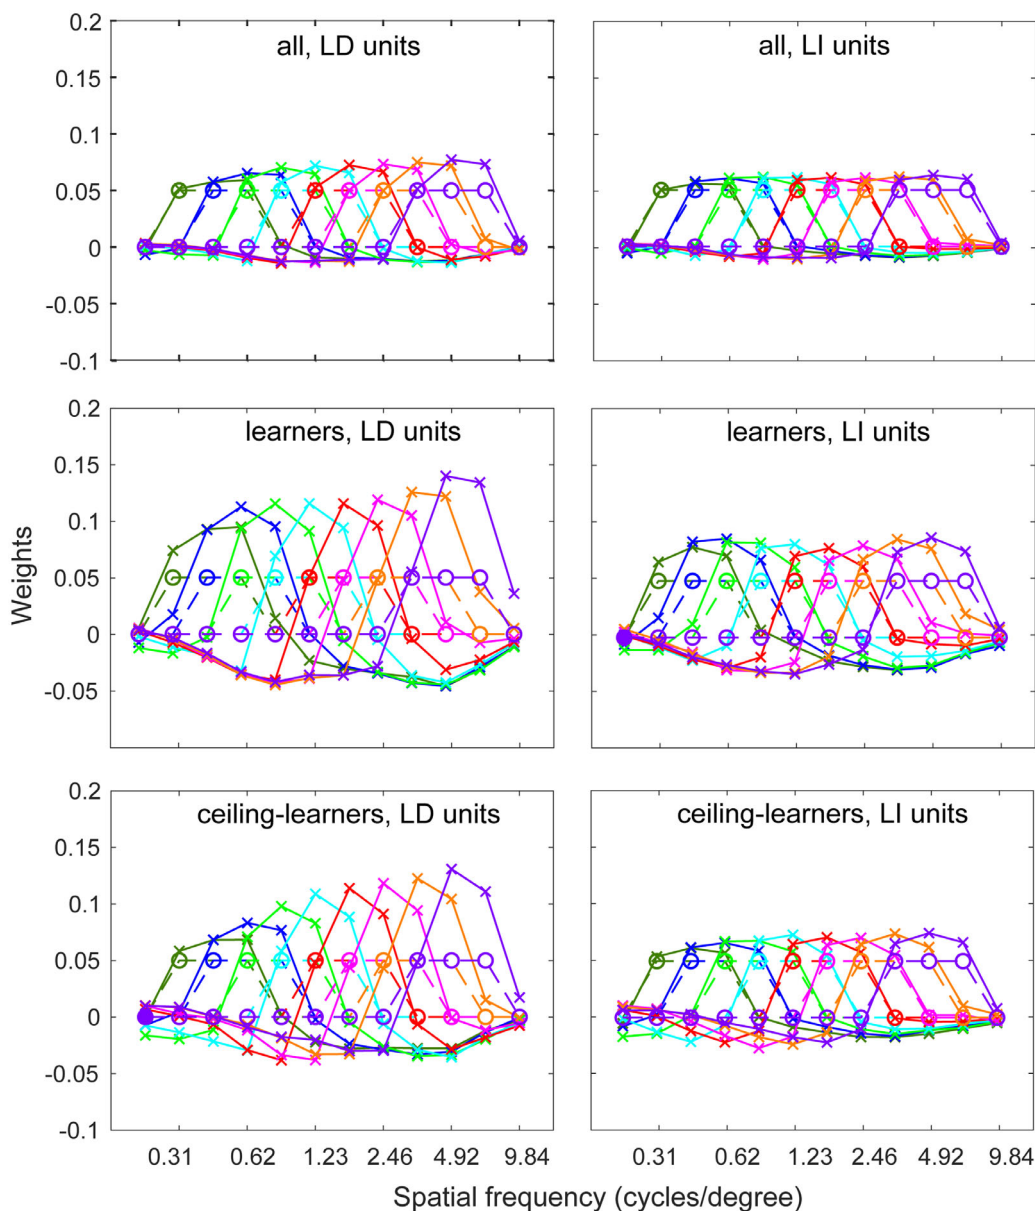 all, LD units
all, LI units
0.2
0.15
0.1
0.05
0
-0.05
-0.1
learners, LD units
learners, LI units
0.2
0.15
0.1
0.05
0
-0.05
Weights
ceiling-learners, LD units
ceiling-learners, LI units
0.2
0.15
0.1
0.05
0
-0.05
-0.1
0.31 0.62 1.23 2.46 4.92 9.84
0.31 0.62 1.23 2.46 4.92 9.84
Spatial frequency (cycles/degree)